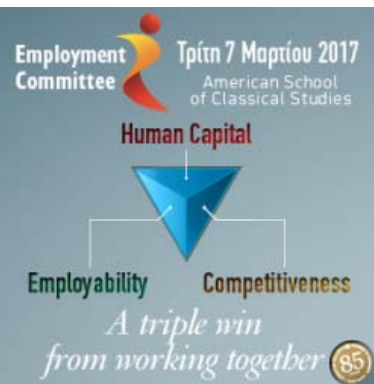 Employment
Committee
Τρίτη 7 Μαρτίου 2017
American School
of Classical Studies
Human Capital
Employability
Competitiveness
A triple win
from working together
85